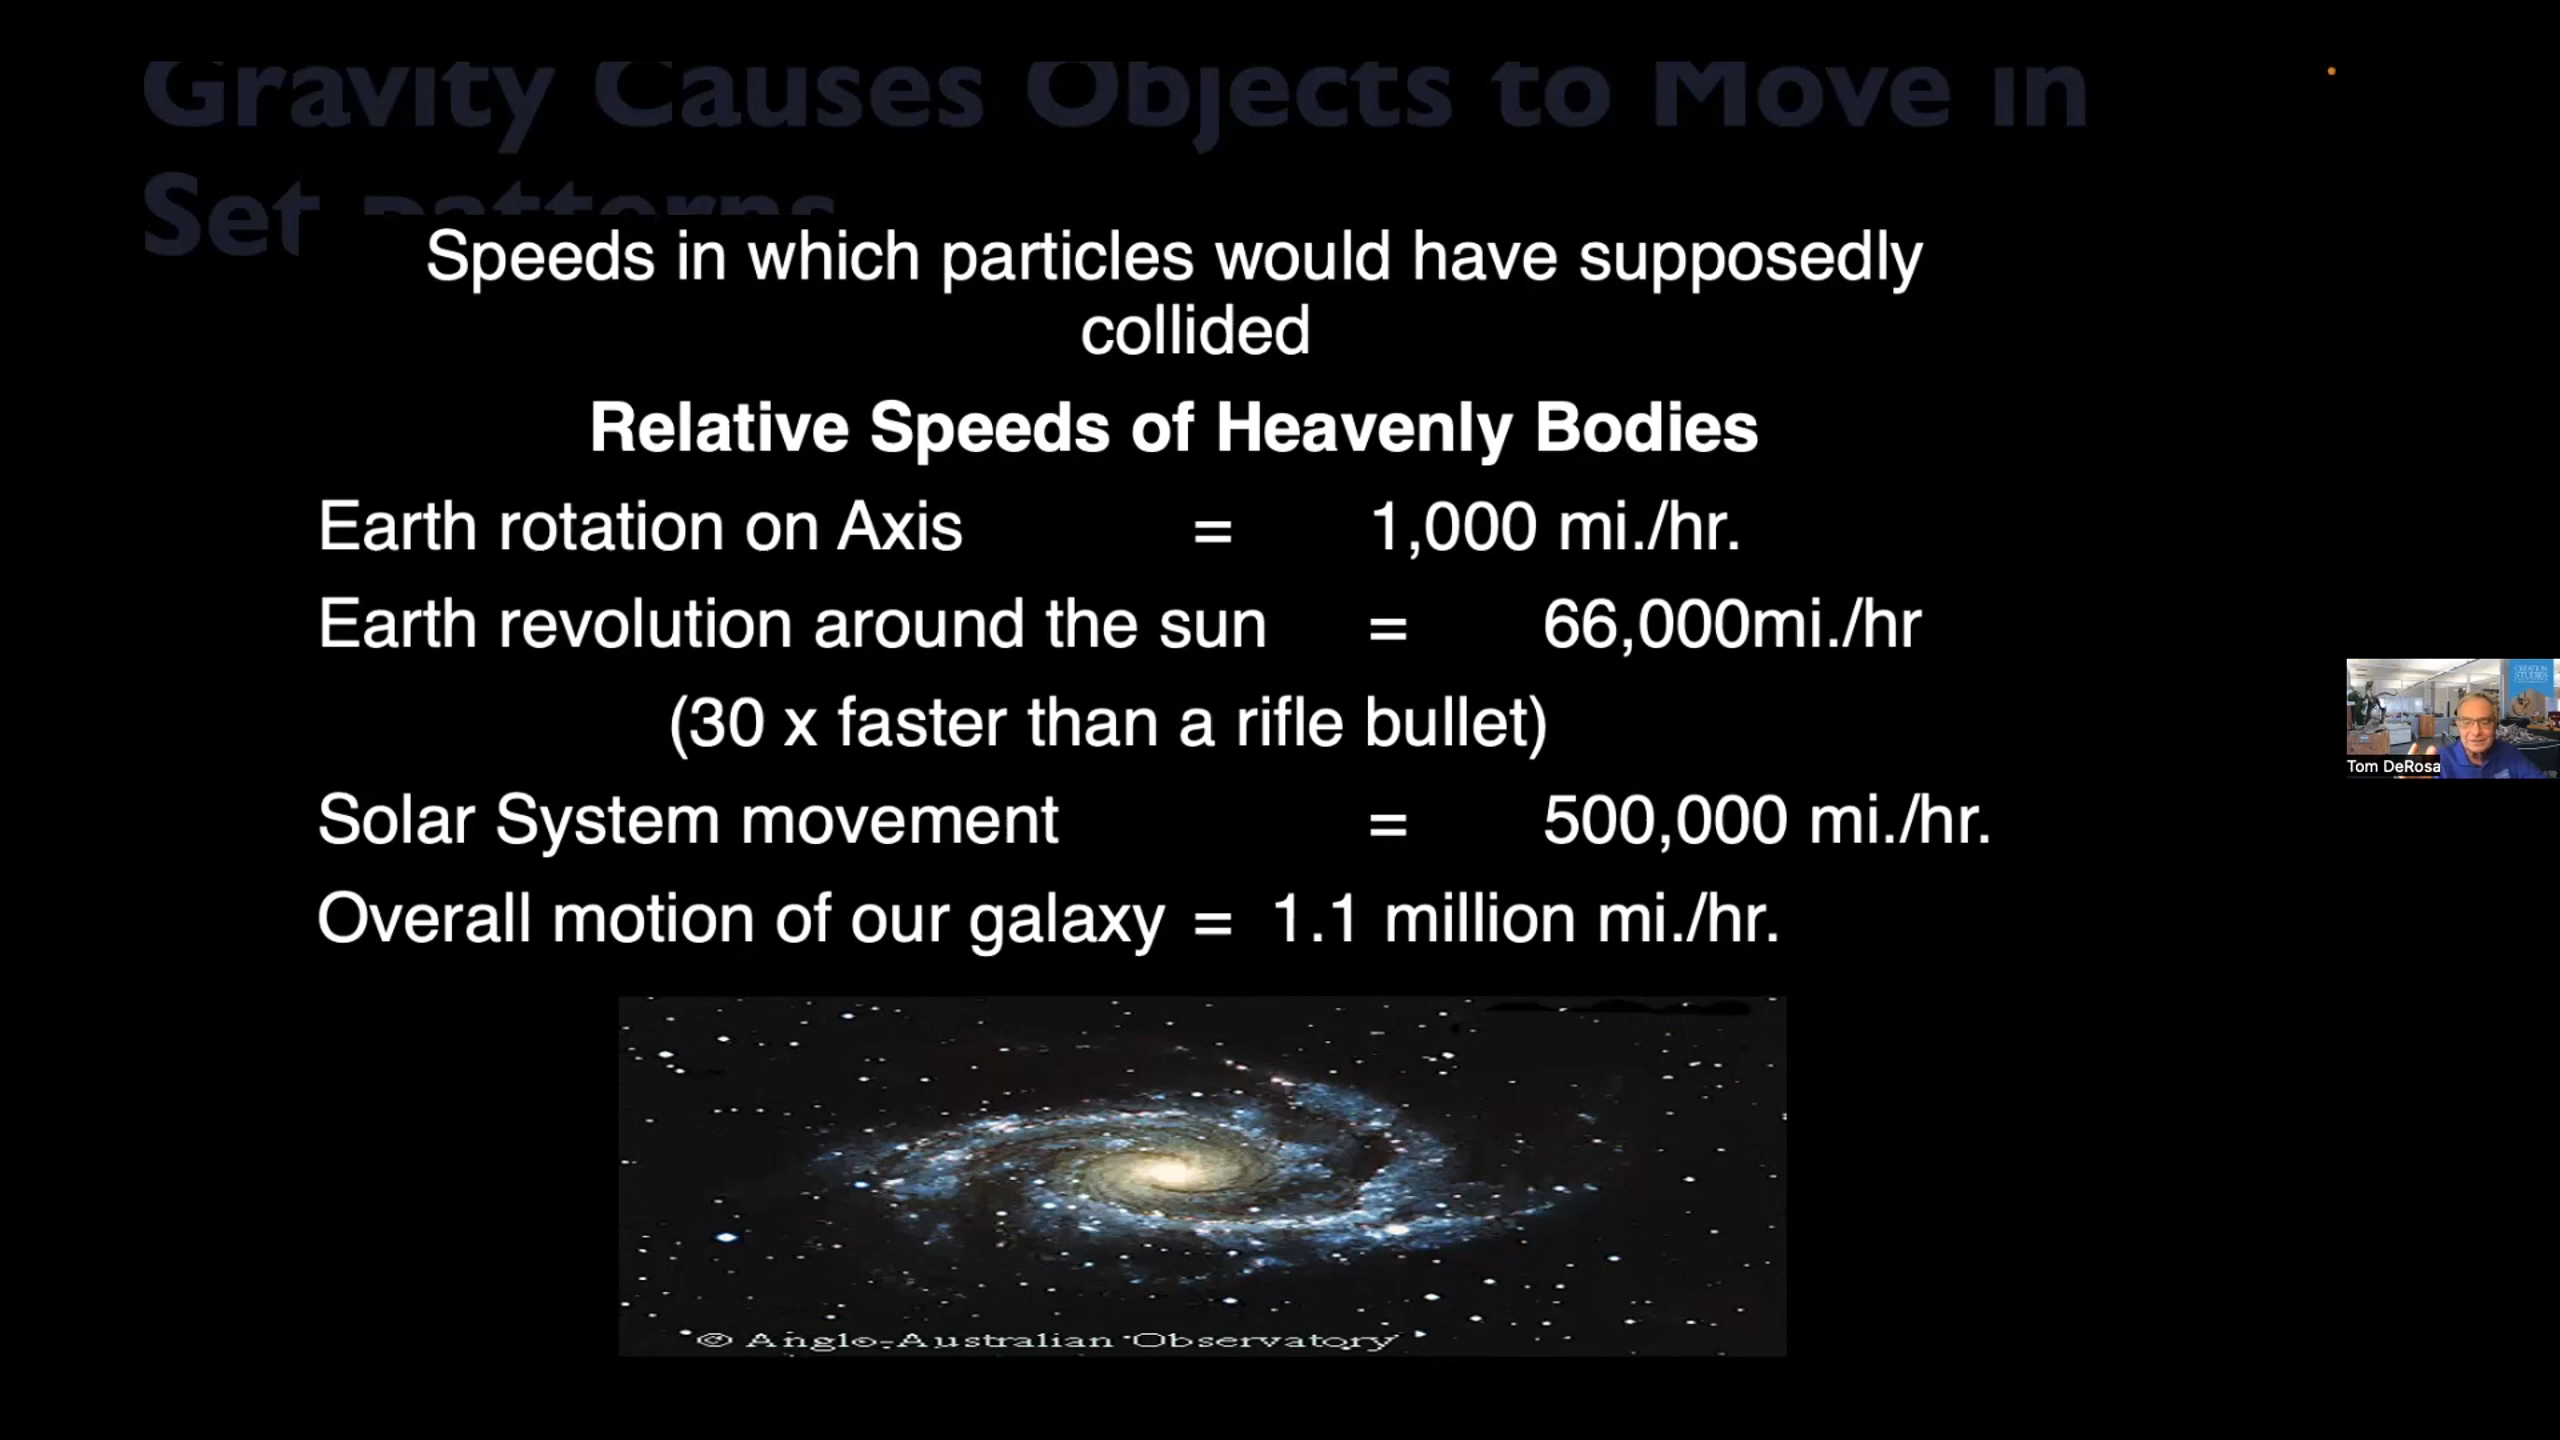 Gravity Causes Objects to Move in
Set patterns
Speeds in which particles would have supposedly
collided
Relative Speeds of Heavenly Bodies
Earth rotation on Axis = 1,000 mi./hr.
Earth revolution around the sun = 66,000mi./hr
(30 x faster than a rifle bullet)
Solar System movement = 500,000 mi./hr.
Overall motion of our galaxy = 1.1 million mi./hr.
CREATION
STUDIES
Tom DeRosa
© Anglo-Australian Observatory